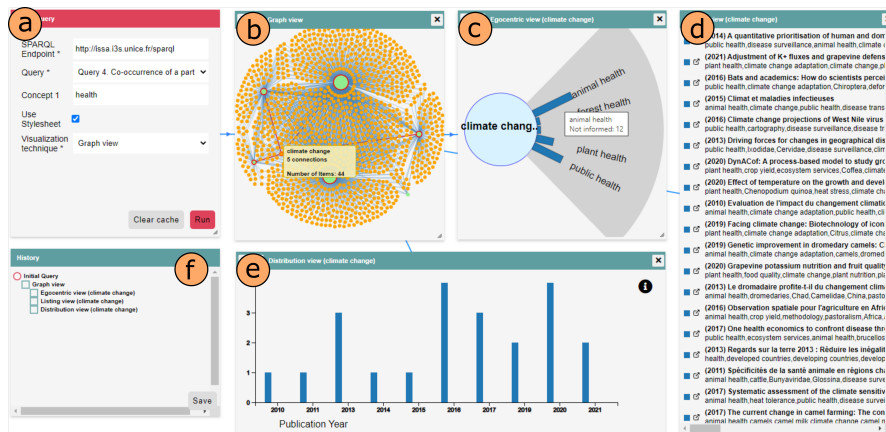 a
Query
SPARQL
Endpoint *
http://issa.i3s.unice.fr/sparql
Query *
Query 4. Co-occurrence of a part
Concept 1
health
Use
Stylesheet
Visualization
technique *
Graph view
Clear cache
Run
b
Graph view
climate change
5 connections
Number of Items: 44
c
Egocentric view (climate change)
climate chang..
animal health
forest health
animal health
Not informed: 12
plant health
public health
d
view (climate change)
(2014) A quantitative prioritisation of human and dom
public health,disease surveillance,animal health,climate c
(2021) Adjustment of K+ fluxes and grapevine defens
plant health,climate change adaptation,climate change,pl
(2016) Bats and academics: How do scientists percei
public health,climate change adaptation,Chiroptera,defor
(2015) Climat et maladies infectieuses
animal health,climate change,public health,disease trans
(2016) Climate change projections of West Nile virus
public health,cartography,disease surveillance,disease tr
(2013) Driving forces for changes in geographical dis
public health,Ixodidae,Cervidae,disease surveillance,clim
(2020) DynACof: A process-based model to study gro
plant health,crop yield,ecosystem services,Coffea,climate
(2020) Effect of temperature on the growth and devel
plant health,Chenopodium quinoa,heat stress,climate cha
(2010) Evaluation de l'impact du changement climatic
animal health,climate change adaptation,public health,cli
(2019) Facing climate change: Biotechnology of icon
plant health,climate change adaptation,Citrus,climate cha
(2019) Genetic improvement in dromedary camels: C
animal health,climate change adaptation,camels,dromed
(2020) Grapevine potassium nutrition and fruit quality
plant health,food quality,climate change,plant nutrition,pla
(2013) Le dromadaire profite-t-il du changement clima
animal health,dromedaries,Chad,Camelidae,China,pasto
(2016) Observation spatiale pour l'agriculture en Afri
animal health,crop yield,methodology,pastoralism,Africa,
(2017) One health economics to confront disease thr
public health,ecosystem services,animal health,brucellos
(2013) Regards sur la terre 2013 : Réduire les inégalit
health,developed countries,developing countries,develop
(2011) Spécificités de la santé animale en régions cha
animal health,cattle,Bunyaviridae,Glossina,disease surve
(2017) Systematic assessment of the climate sensitiv
animal health,heat tolerance,public health,disease survei
(2017) The current camel farming: The con
animal health,camels,camel milk,climate change,camel m
f
History
Initial Query
Graph view
Egocentric view (climate change)
Listing view (climate change)
Distribution view (climate change)
Save
e
Distribution view (climate change)
3
2
1
0
2010 2011 2012 2013 2015 2016 2017 2019 2020 2021
Publication Year